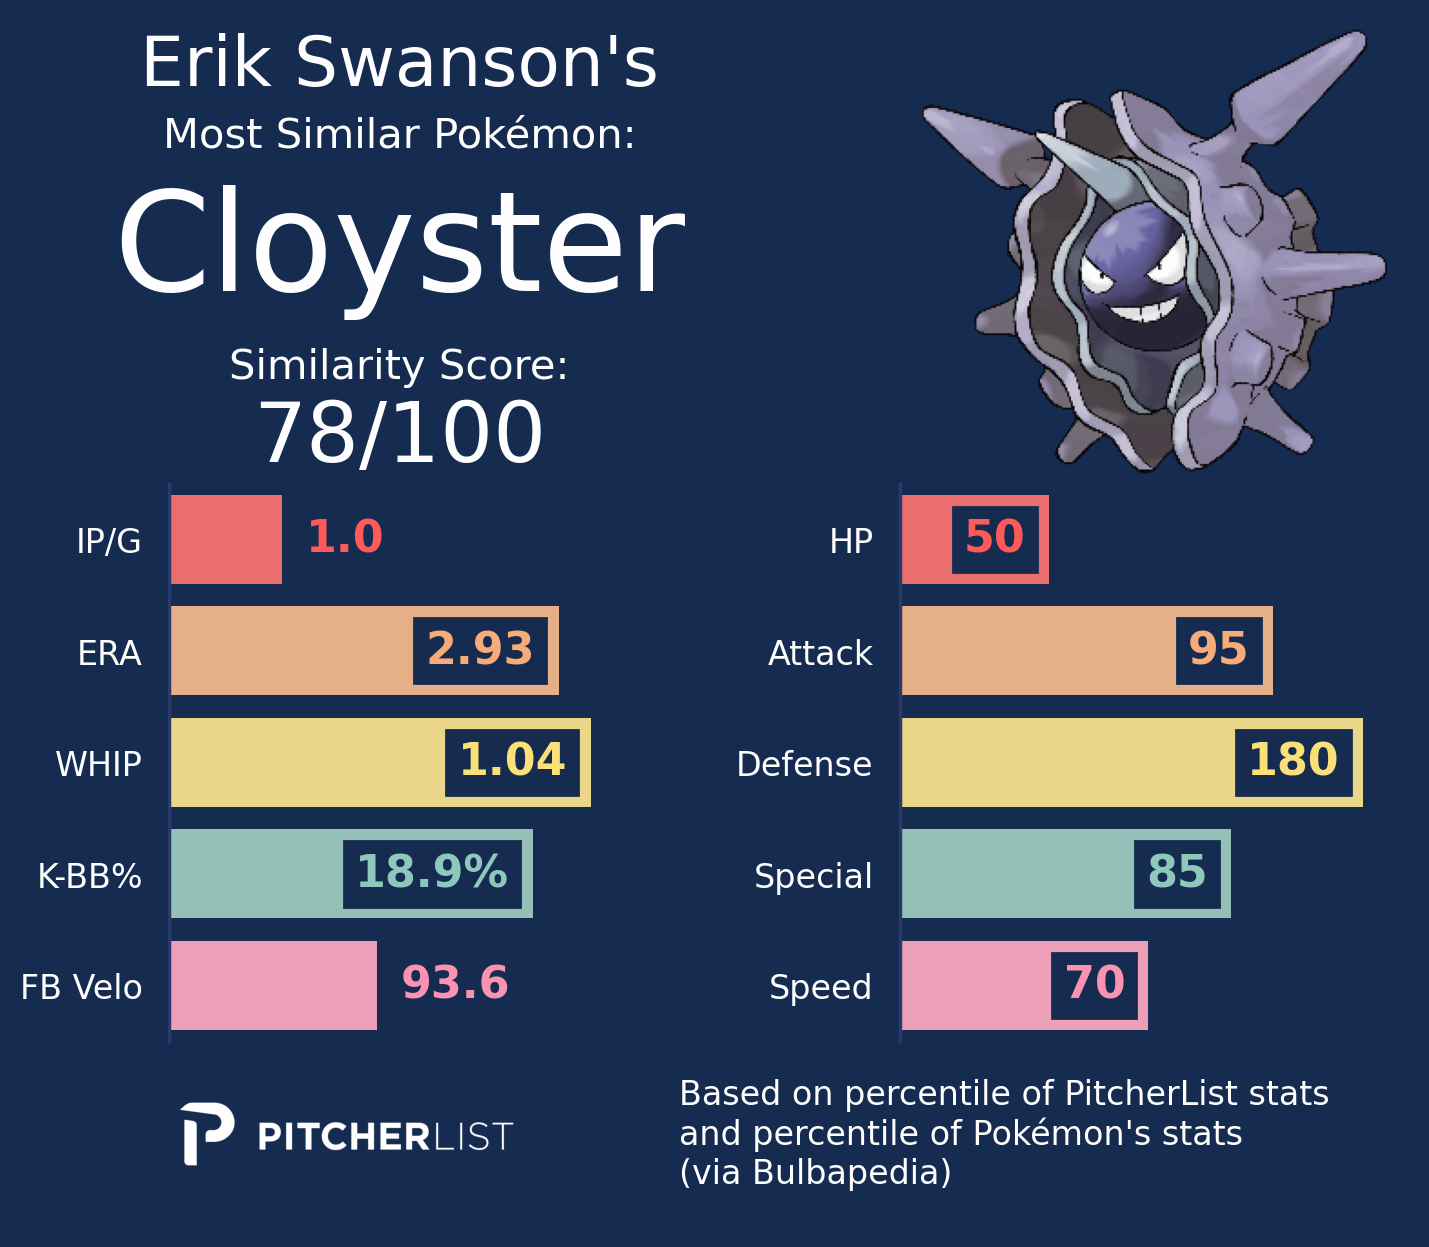 Erik Swanson's
Most Similar Pokémon:
Cloyster
Similarity Score:
78/100
IP/G 1.0
ERA 2.93
WHIP 1.04
K-BB% 18.9%
FB Velo 93.6
HP 50
Attack 95
Defense 180
Special 85
Speed 70
PITCHERLIST
Based on percentile of PitcherList stats
and percentile of Pokémon's stats
(via Bulbapedia)